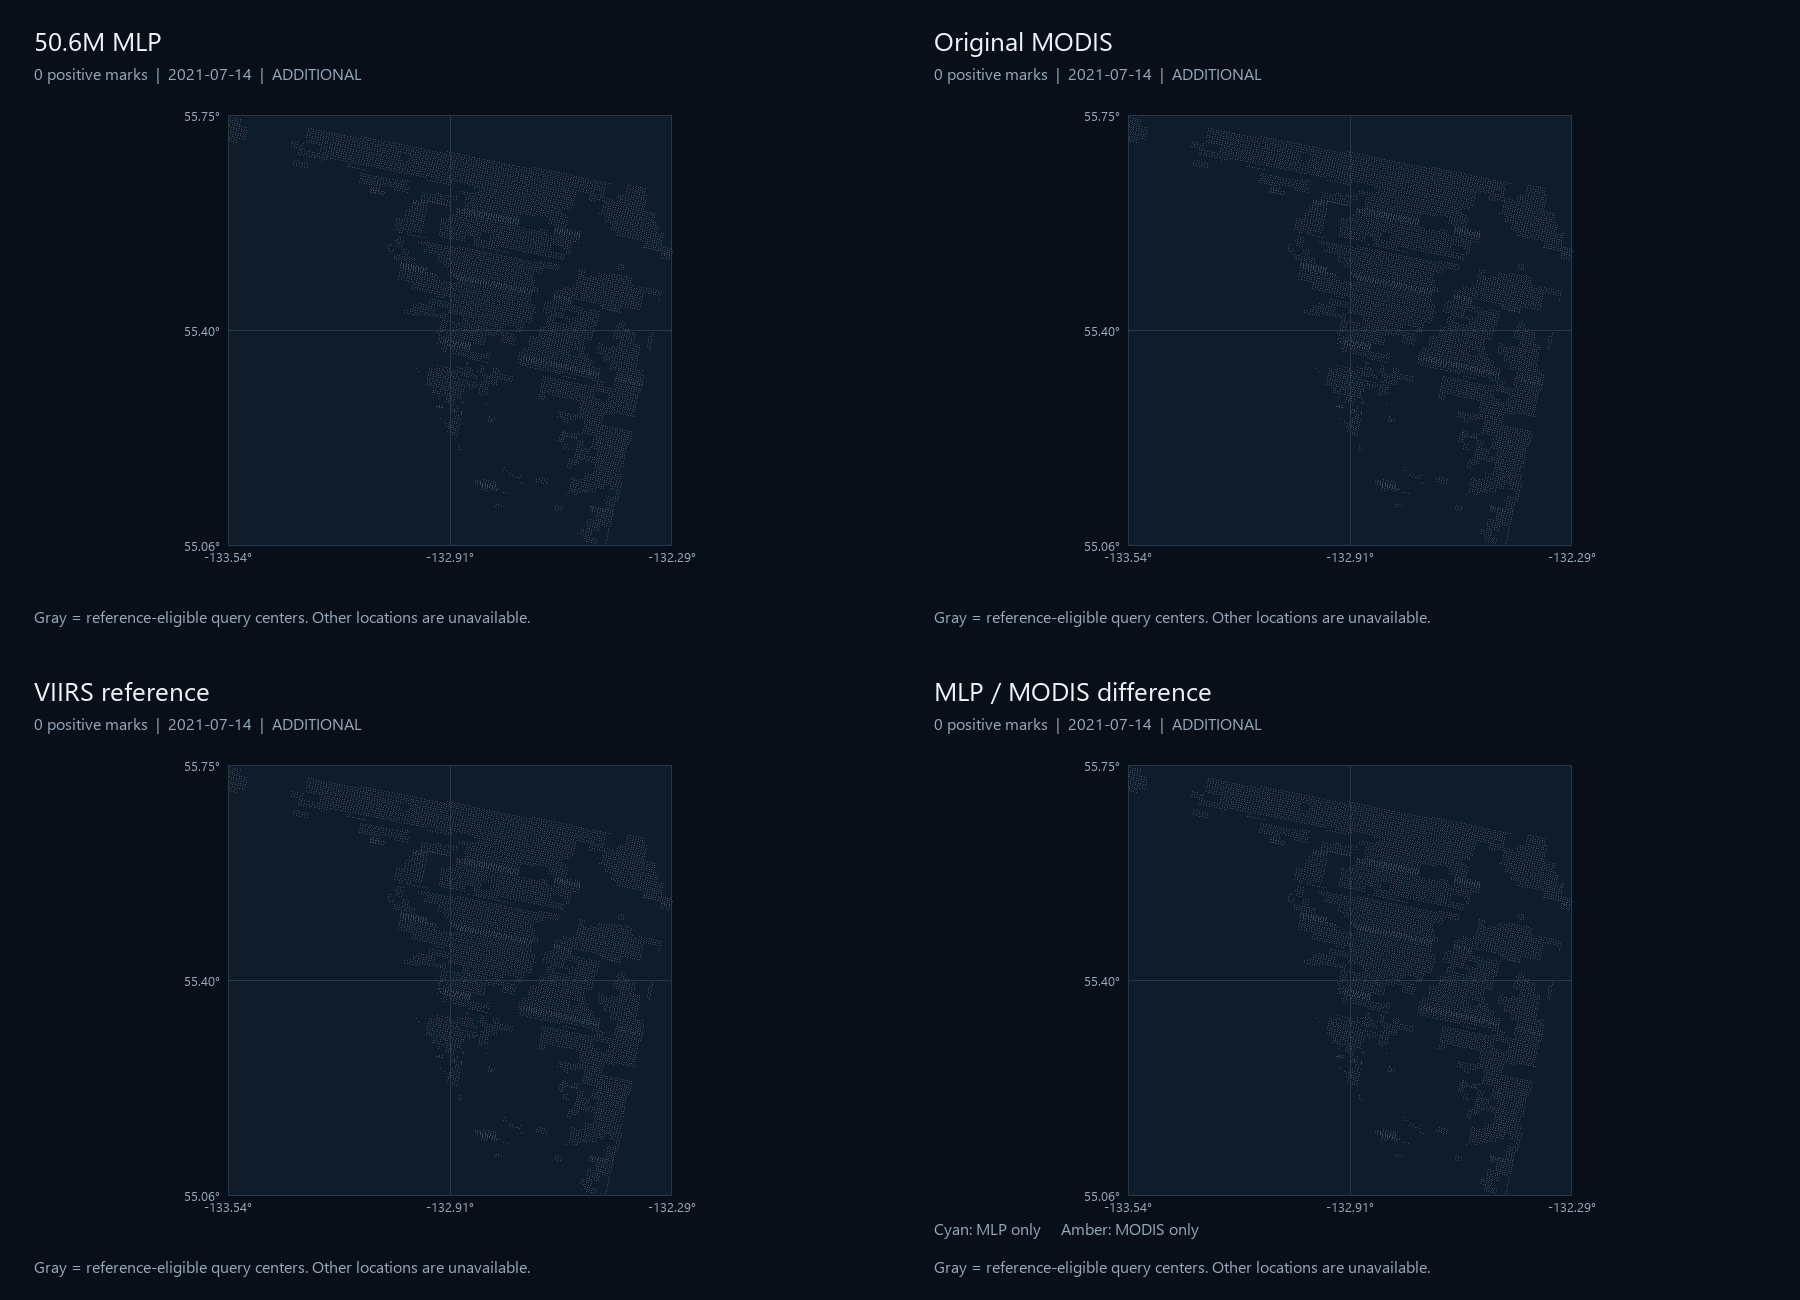 50.6M MLP
0 positive marks | 2021-07-14 | ADDITIONAL
55.75°
55.40°
55.06°
-133.54°
-132.91°
-132.29°
Gray = reference-eligible query centers. Other locations are unavailable.
Original MODIS
0 positive marks | 2021-07-14 | ADDITIONAL
55.75°
55.40°
55.06°
-133.54°
-132.91°
-132.29°
Gray = reference-eligible query centers. Other locations are unavailable.
VIIRS reference
0 positive marks | 2021-07-14 | ADDITIONAL
55.75°
55.40°
55.06°
-133.54°
-132.91°
-132.29°
Gray = reference-eligible query centers. Other locations are unavailable.
MLP / MODIS difference
0 positive marks | 2021-07-14 | ADDITIONAL
55.75°
55.40°
55.06°
-133.54°
-132.91°
-132.29°
Cyan: MLP only Amber: MODIS only
Gray = reference-eligible query centers. Other locations are unavailable.